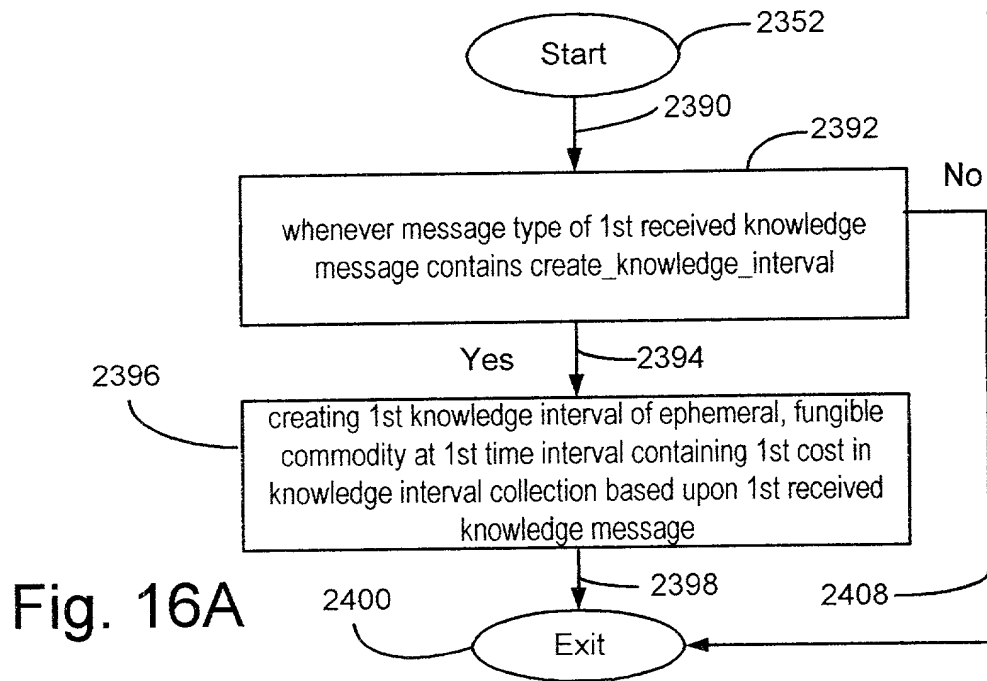 2352
Start
2390
2392
No
whenever message type of 1st received knowledge
message contains create_knowledge_interval
Yes
2394
2396
creating 1st knowledge interval of ephemeral, fungible
commodity at 1st time interval containing 1st cost in
knowledge interval collection based upon 1st received
knowledge message
2398
2408
Fig. 16A
2400
Exit